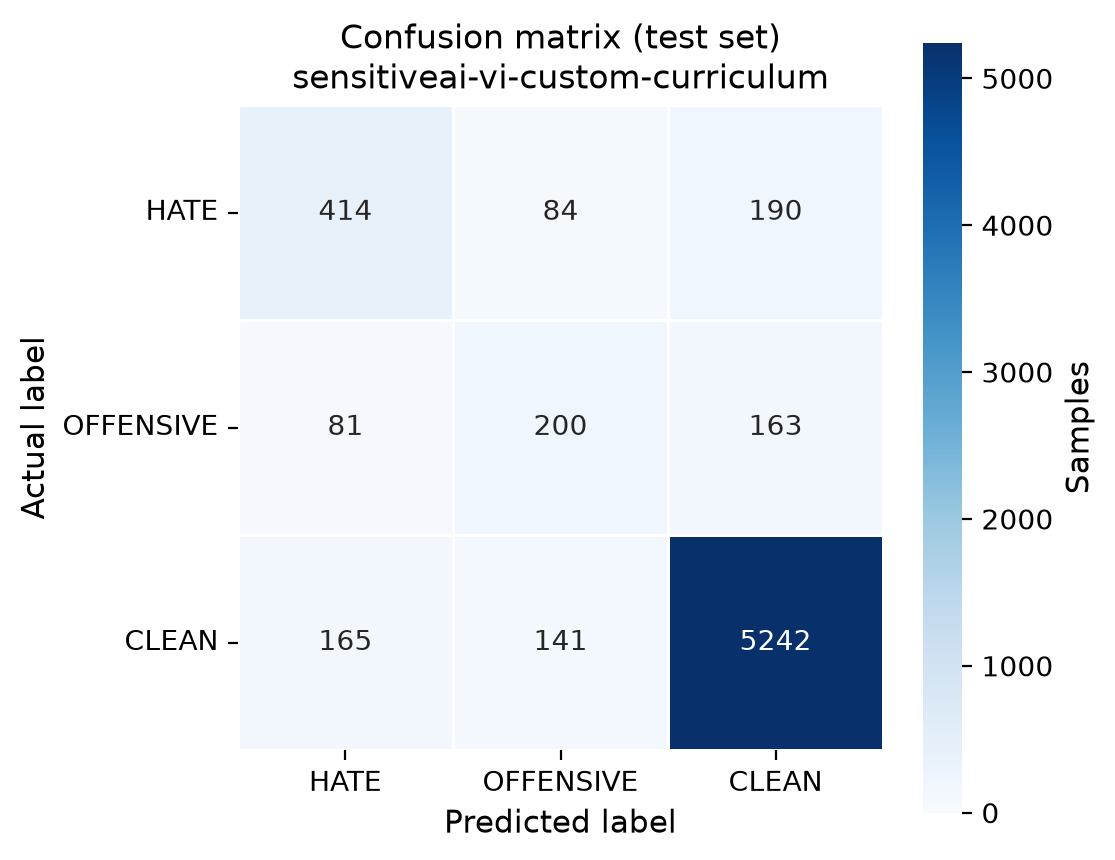 Confusion matrix (test set)
sensitiveai-vi-custom-curriculum
HATE
414
84
190
OFFENSIVE
81
200
163
CLEAN
165
141
5242
HATE
OFFENSIVE
CLEAN
Predicted label
Actual label
5000
4000
3000
2000
1000
0
Samples